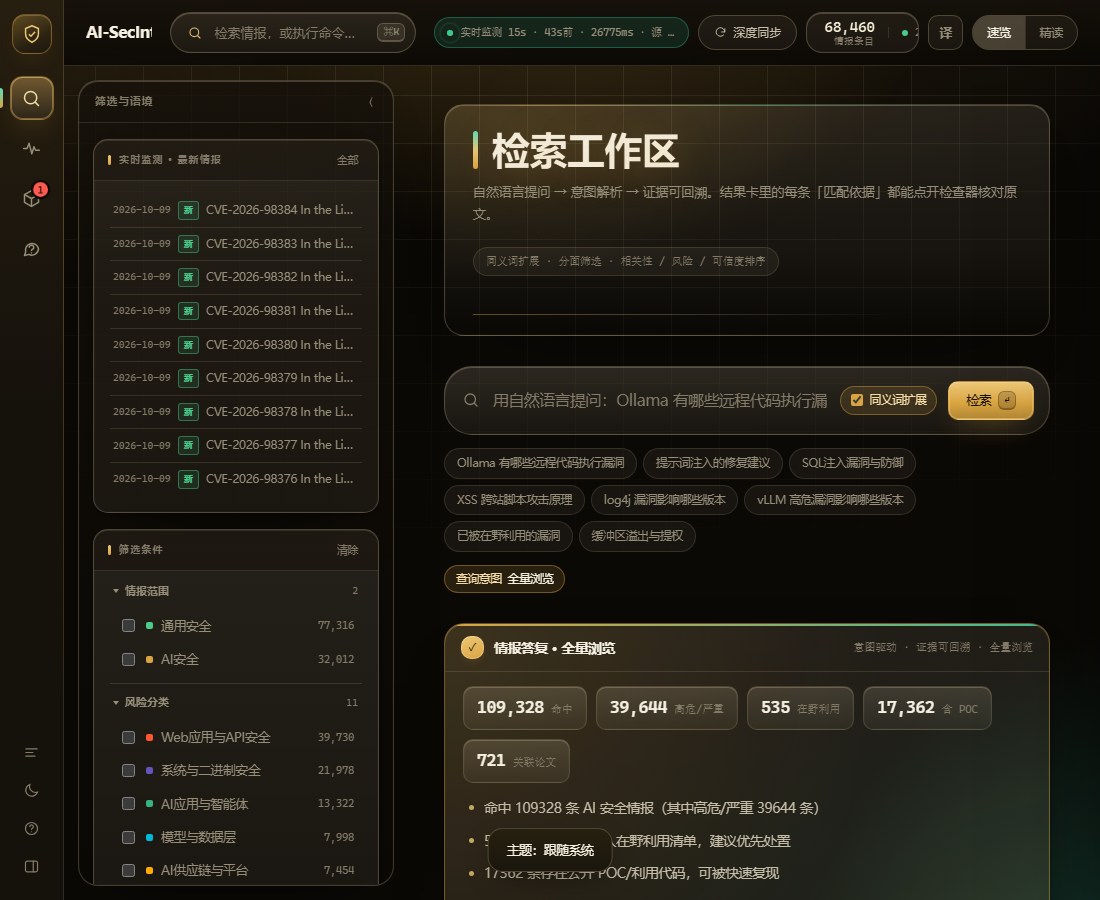 AI-SecInt
检索情报，或执行命令...
⌘K
实时监测 15s · 43s前 · 26775ms · 源 …
深度同步
68,460
情报条目
译
速览
精读
1
筛选与语境
实时监测 • 最新情报
全部
2026-10-09 新 CVE-2026-98384 In the Li...
2026-10-09 新 CVE-2026-98383 In the Li...
2026-10-09 新 CVE-2026-98382 In the Li...
2026-10-09 新 CVE-2026-98381 In the Li...
2026-10-09 新 CVE-2026-98380 In the Li...
2026-10-09 新 CVE-2026-98379 In the Li...
2026-10-09 新 CVE-2026-98378 In the Li...
2026-10-09 新 CVE-2026-98377 In the Li...
2026-10-09 新 CVE-2026-98376 In the Li...
筛选条件
清除
情报范围 2
通用安全 77,316
AI安全 32,012
风险分类 11
Web应用与API安全 39,730
系统与二进制安全 21,978
AI应用与智能体 13,322
模型与数据层 7,998
AI供应链与平台 7,454
检索工作区
自然语言提问 → 意图解析 → 证据可回溯。结果卡里的每条「匹配依据」都能点开检查器核对原
文。
同义词扩展 · 分面筛选 · 相关性 / 风险 / 可信度排序
用自然语言提问：Ollama 有哪些远程代码执行漏
同义词扩展
检索
Ollama 有哪些远程代码执行漏洞
提示词注入的修复建议
SQL注入漏洞与防御
XSS 跨站脚本攻击原理
log4j 漏洞影响哪些版本
vLLM 高危漏洞影响哪些版本
已被在野利用的漏洞
缓冲区溢出与提权
查询意图 全量浏览
情报答复 • 全量浏览
意图驱动 · 证据可回溯 · 全量浏览
109,328 命中
39,644 高危/严重
535 在野利用
17,362 含 POC
721 关联论文
命中 109328 条 AI 安全情报（其中高危/严重 39644 条）
在野利用清单，建议优先处置
主题：跟随系统
17362 条存在公开 POC/利用代码，可被快速复现